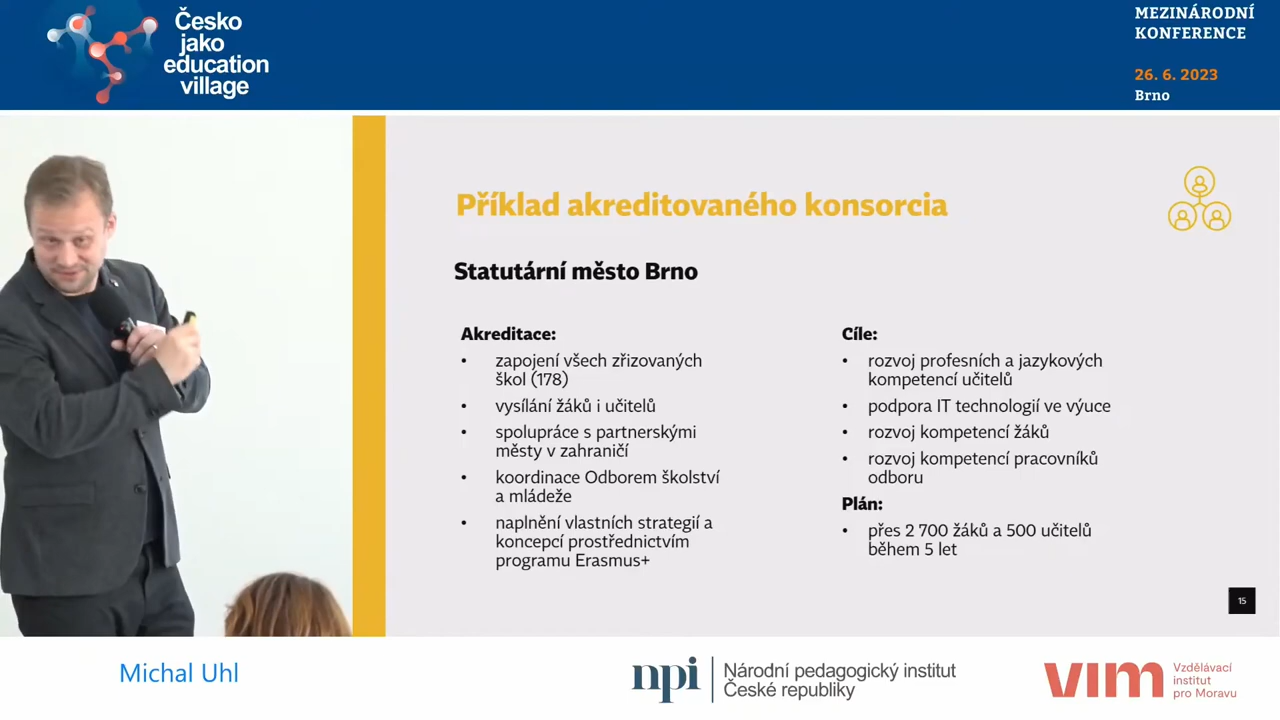 Česko
jako
education
village
MEZINÁRODNÍ
KONFERENCE
26. 6. 2023
Brno
Příklad akreditovaného konsorcia
Statutární město Brno
Akreditace:
• zapojení všech zřizovaných
škol (178)
• vysílání žáků i učitelů
• spolupráce s partnerskými
městy v zahraničí
• koordinace Odborem školství
a mládeže
• naplnění vlastních strategií a
koncepcí prostřednictvím
programu Erasmus+
Cíle:
• rozvoj profesních a jazykových
kompetencí učitelů
• podpora IT technologií ve výuce
• rozvoj kompetencí žáků
• rozvoj kompetencí pracovníků
odboru
Plán:
• přes 2 700 žáků a 500 učitelů
během 5 let
15
Michal Uhl
npi
Národní pedagogický institut
České republiky
vim
Vzdělávací
institut
pro Moravu